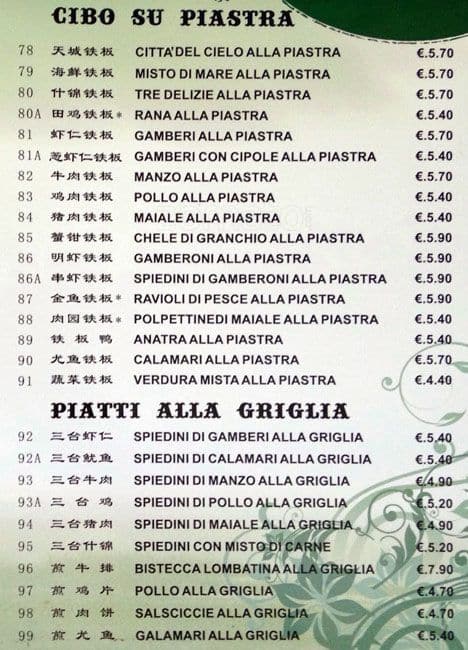 CIBO SU PIASTRA
78 天城铁板 CITTA'DEL CIELO ALLA PIASTRA €.5.70
79 海鲜铁板 MISTO DI MARE ALLA PIASTRA €.5.70
80 什锦铁板 TRE DELIZIE ALLA PIASTRA €.5.70
80A 田鸡铁板* RANA ALLA PIASTRA €.5.40
81 虾仁铁板 GAMBERI ALLA PIASTRA €.5.70
81A 葱虾仁铁板 GAMBERI CON CIPOLE ALLA PIASTRA €.5.40
82 牛肉铁板 MANZO ALLA PIASTRA €.5.70
83 鸡肉铁板 POLLO ALLA PIASTRA €.5.40
84 猪肉铁板 MAIALE ALLA PIASTRA €.5.40
85 蟹钳铁板 CHELE DI GRANCHIO ALLA PIASTRA €.5.90
86 明虾铁板 GAMBERONI ALLA PIASTRA €.5.90
86A 串虾铁板 SPIEDINI DI GAMBERONI ALLA PIASTRA €.5.90
87 金鱼铁板* RAVIOLI DI PESCE ALLA PIASTRA €.5.90
88 肉园铁板* POLPETTINEDI MAIALE ALLA PIASTRA €.5.40
89 铁板鸭 ANATRA ALLA PIASTRA €.5.40
90 尤鱼铁板 CALAMARI ALLA PIASTRA €.5.70
91 蔬菜铁板 VERDURA MISTA ALLA PIASTRA €.4.40
PIATTI ALLA GRIGLIA
92 三台虾仁 SPIEDINI DI GAMBERI ALLA GRIGLIA €.5.40
92A 三台鱿鱼 SPIEDINI DI CALAMARI ALLA GRIGLIA €.5.40
93 三台牛肉 SPIEDINI DI MANZO ALLA GRIGLIA €.4.90
93A 三台鸡 SPIEDINI DI POLLO ALLA GRIGLIA €.5.20
94 三台猪肉 SPIEDINI DI MAIALE ALLA GRIGLIA €.4.90
95 三台什锦 SPIEDINI CON MISTO DI CARNE €.5.20
96 煎牛排 BISTECCA LOMBATINA ALLA GRIGLIA €.7.90
97 煎鸡片 POLLO ALLA GRIGLIA €.4.70
98 煎肉饼 SALSCICCIE ALLA GRIGLIA €.4.70
99 煎尤鱼 GALAMARI ALLA GRIGLIA €.5.40